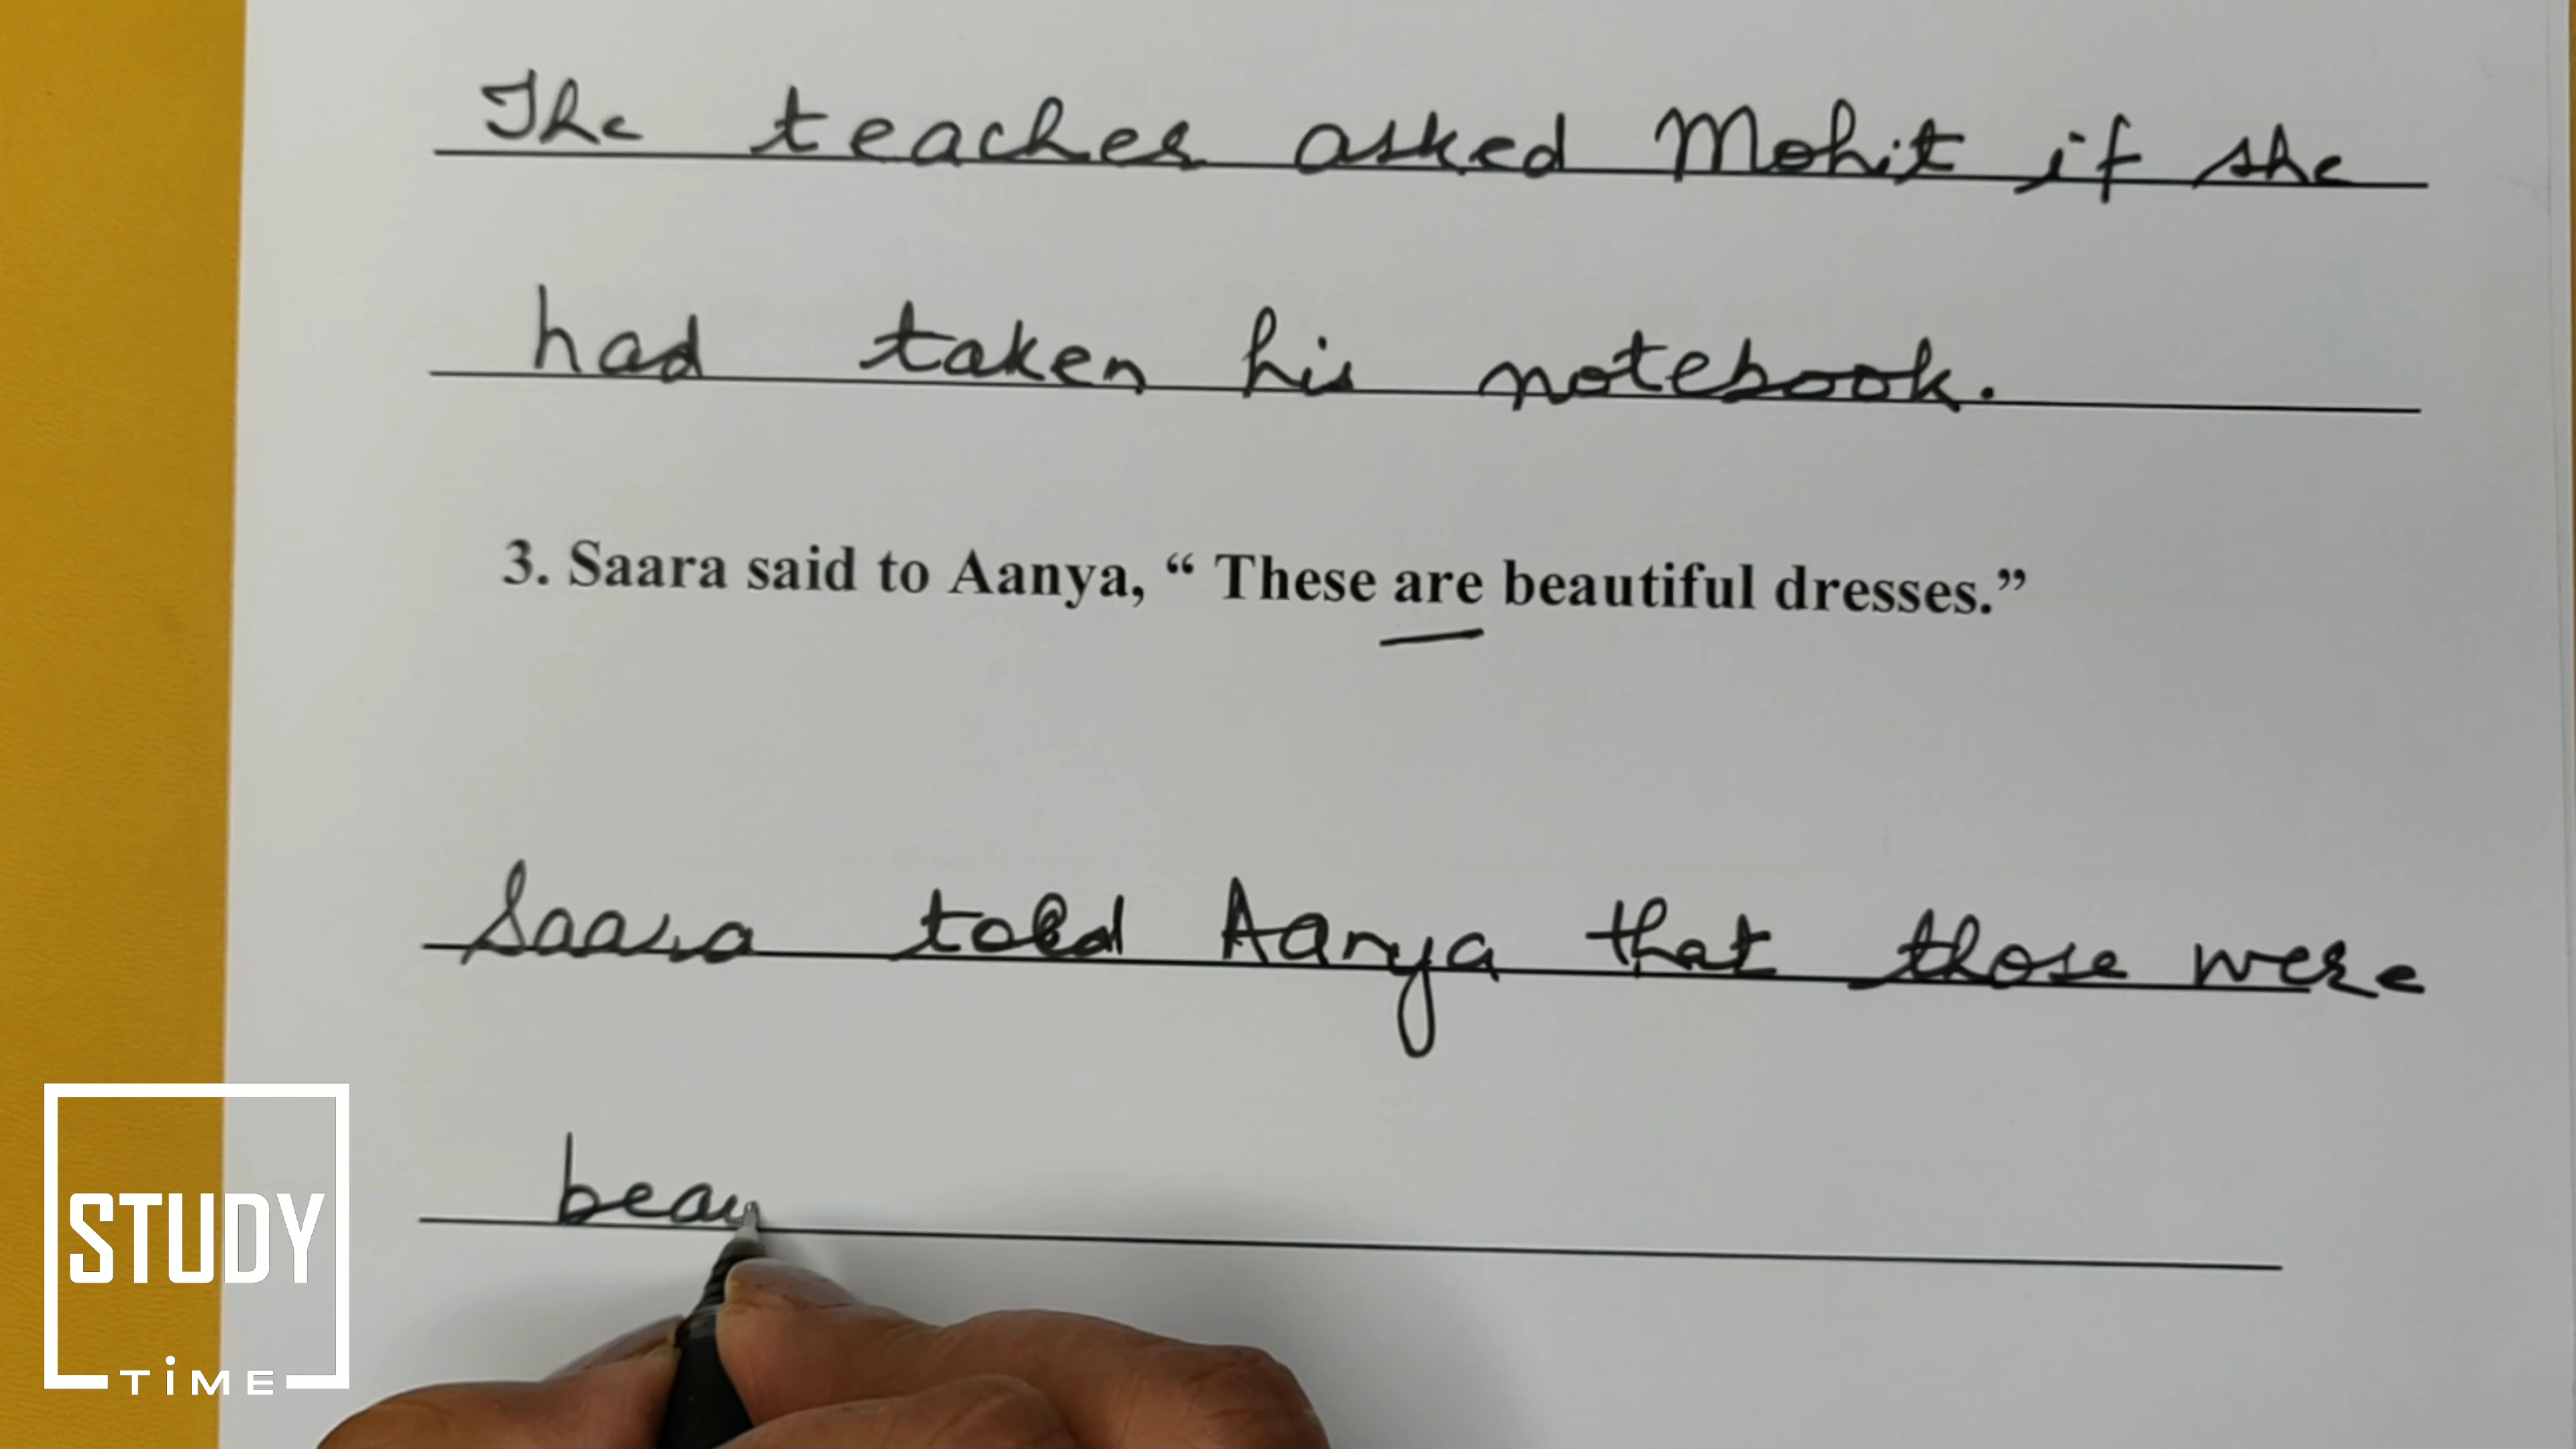 The teacher asked Mohit if she
had taken his notebook.
3. Saara said to Aanya, “ These are beautiful dresses.”
Saara told Aanya that those were
beau
STUDY
TiME